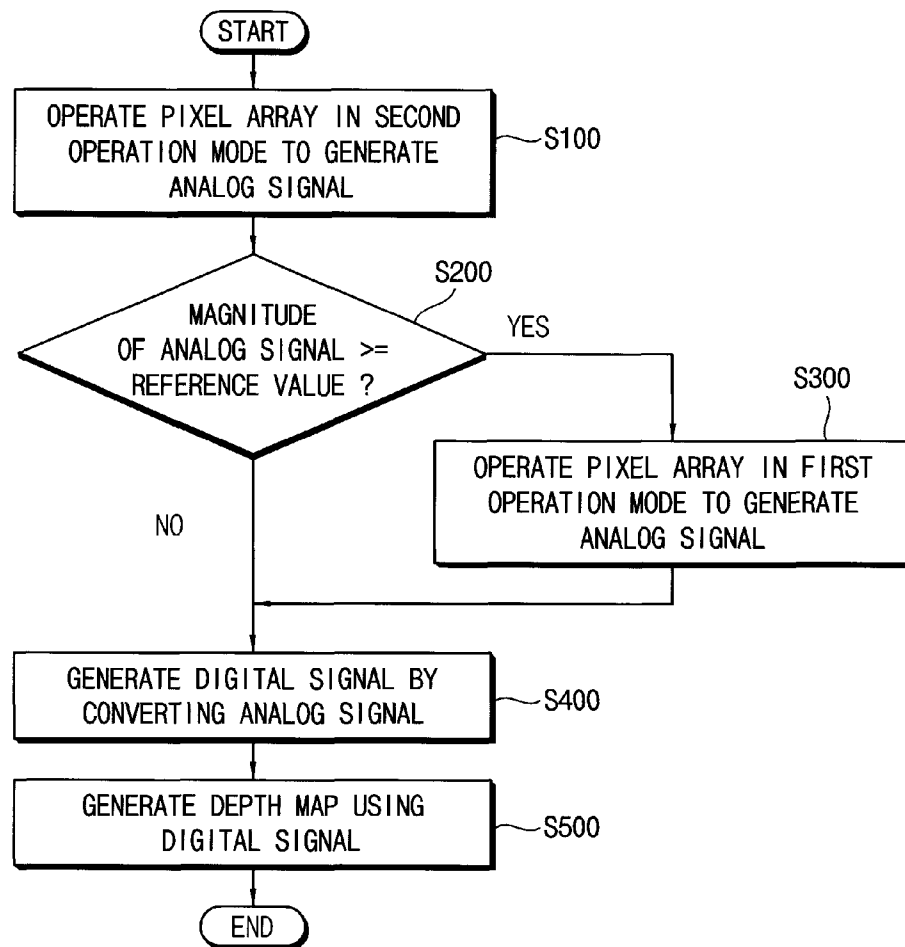 START
OPERATE PIXEL ARRAY IN SECOND
OPERATION MODE TO GENERATE
ANALOG SIGNAL
S100
S200
MAGNITUDE
OF ANALOG SIGNAL >=
REFERENCE VALUE ?
YES
S300
OPERATE PIXEL ARRAY IN FIRST
OPERATION MODE TO GENERATE
ANALOG SIGNAL
NO
GENERATE DIGITAL SIGNAL BY
CONVERTING ANALOG SIGNAL
S400
GENERATE DEPTH MAP USING
DIGITAL SIGNAL
S500
END